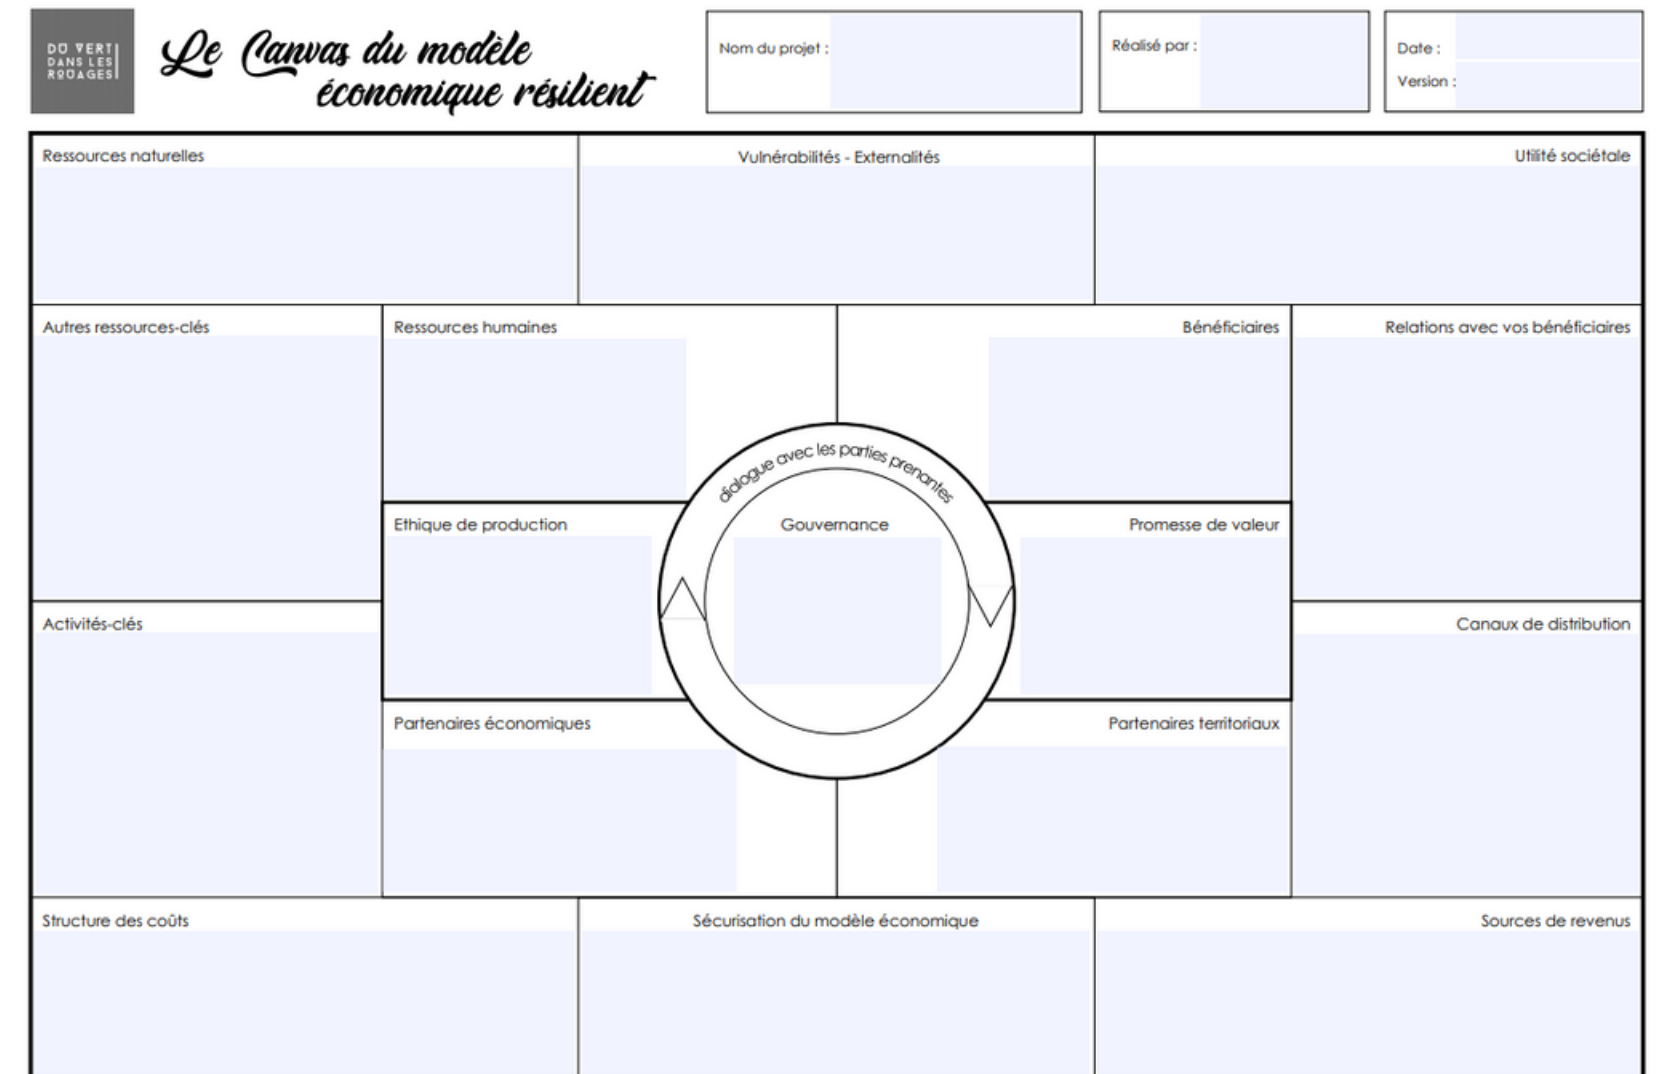 DU VERT
DANS LES
ROUAGES
Le Canvas du modèle
économique résilient
Nom du projet :
Réalisé par :
Date :
Version :
Ressources naturelles
Vulnérabilités - Externalités
Utilité sociétale
Autres ressources-clés
Ressources humaines
Bénéficiaires
Relations avec vos bénéficiaires
dialogue avec les parties prenantes
Ethique de production
Gouvernance
Promesse de valeur
Activités-clés
Canaux de distribution
Partenaires économiques
Partenaires territoriaux
Structure des coûts
Sécurisation du modèle économique
Sources de revenus